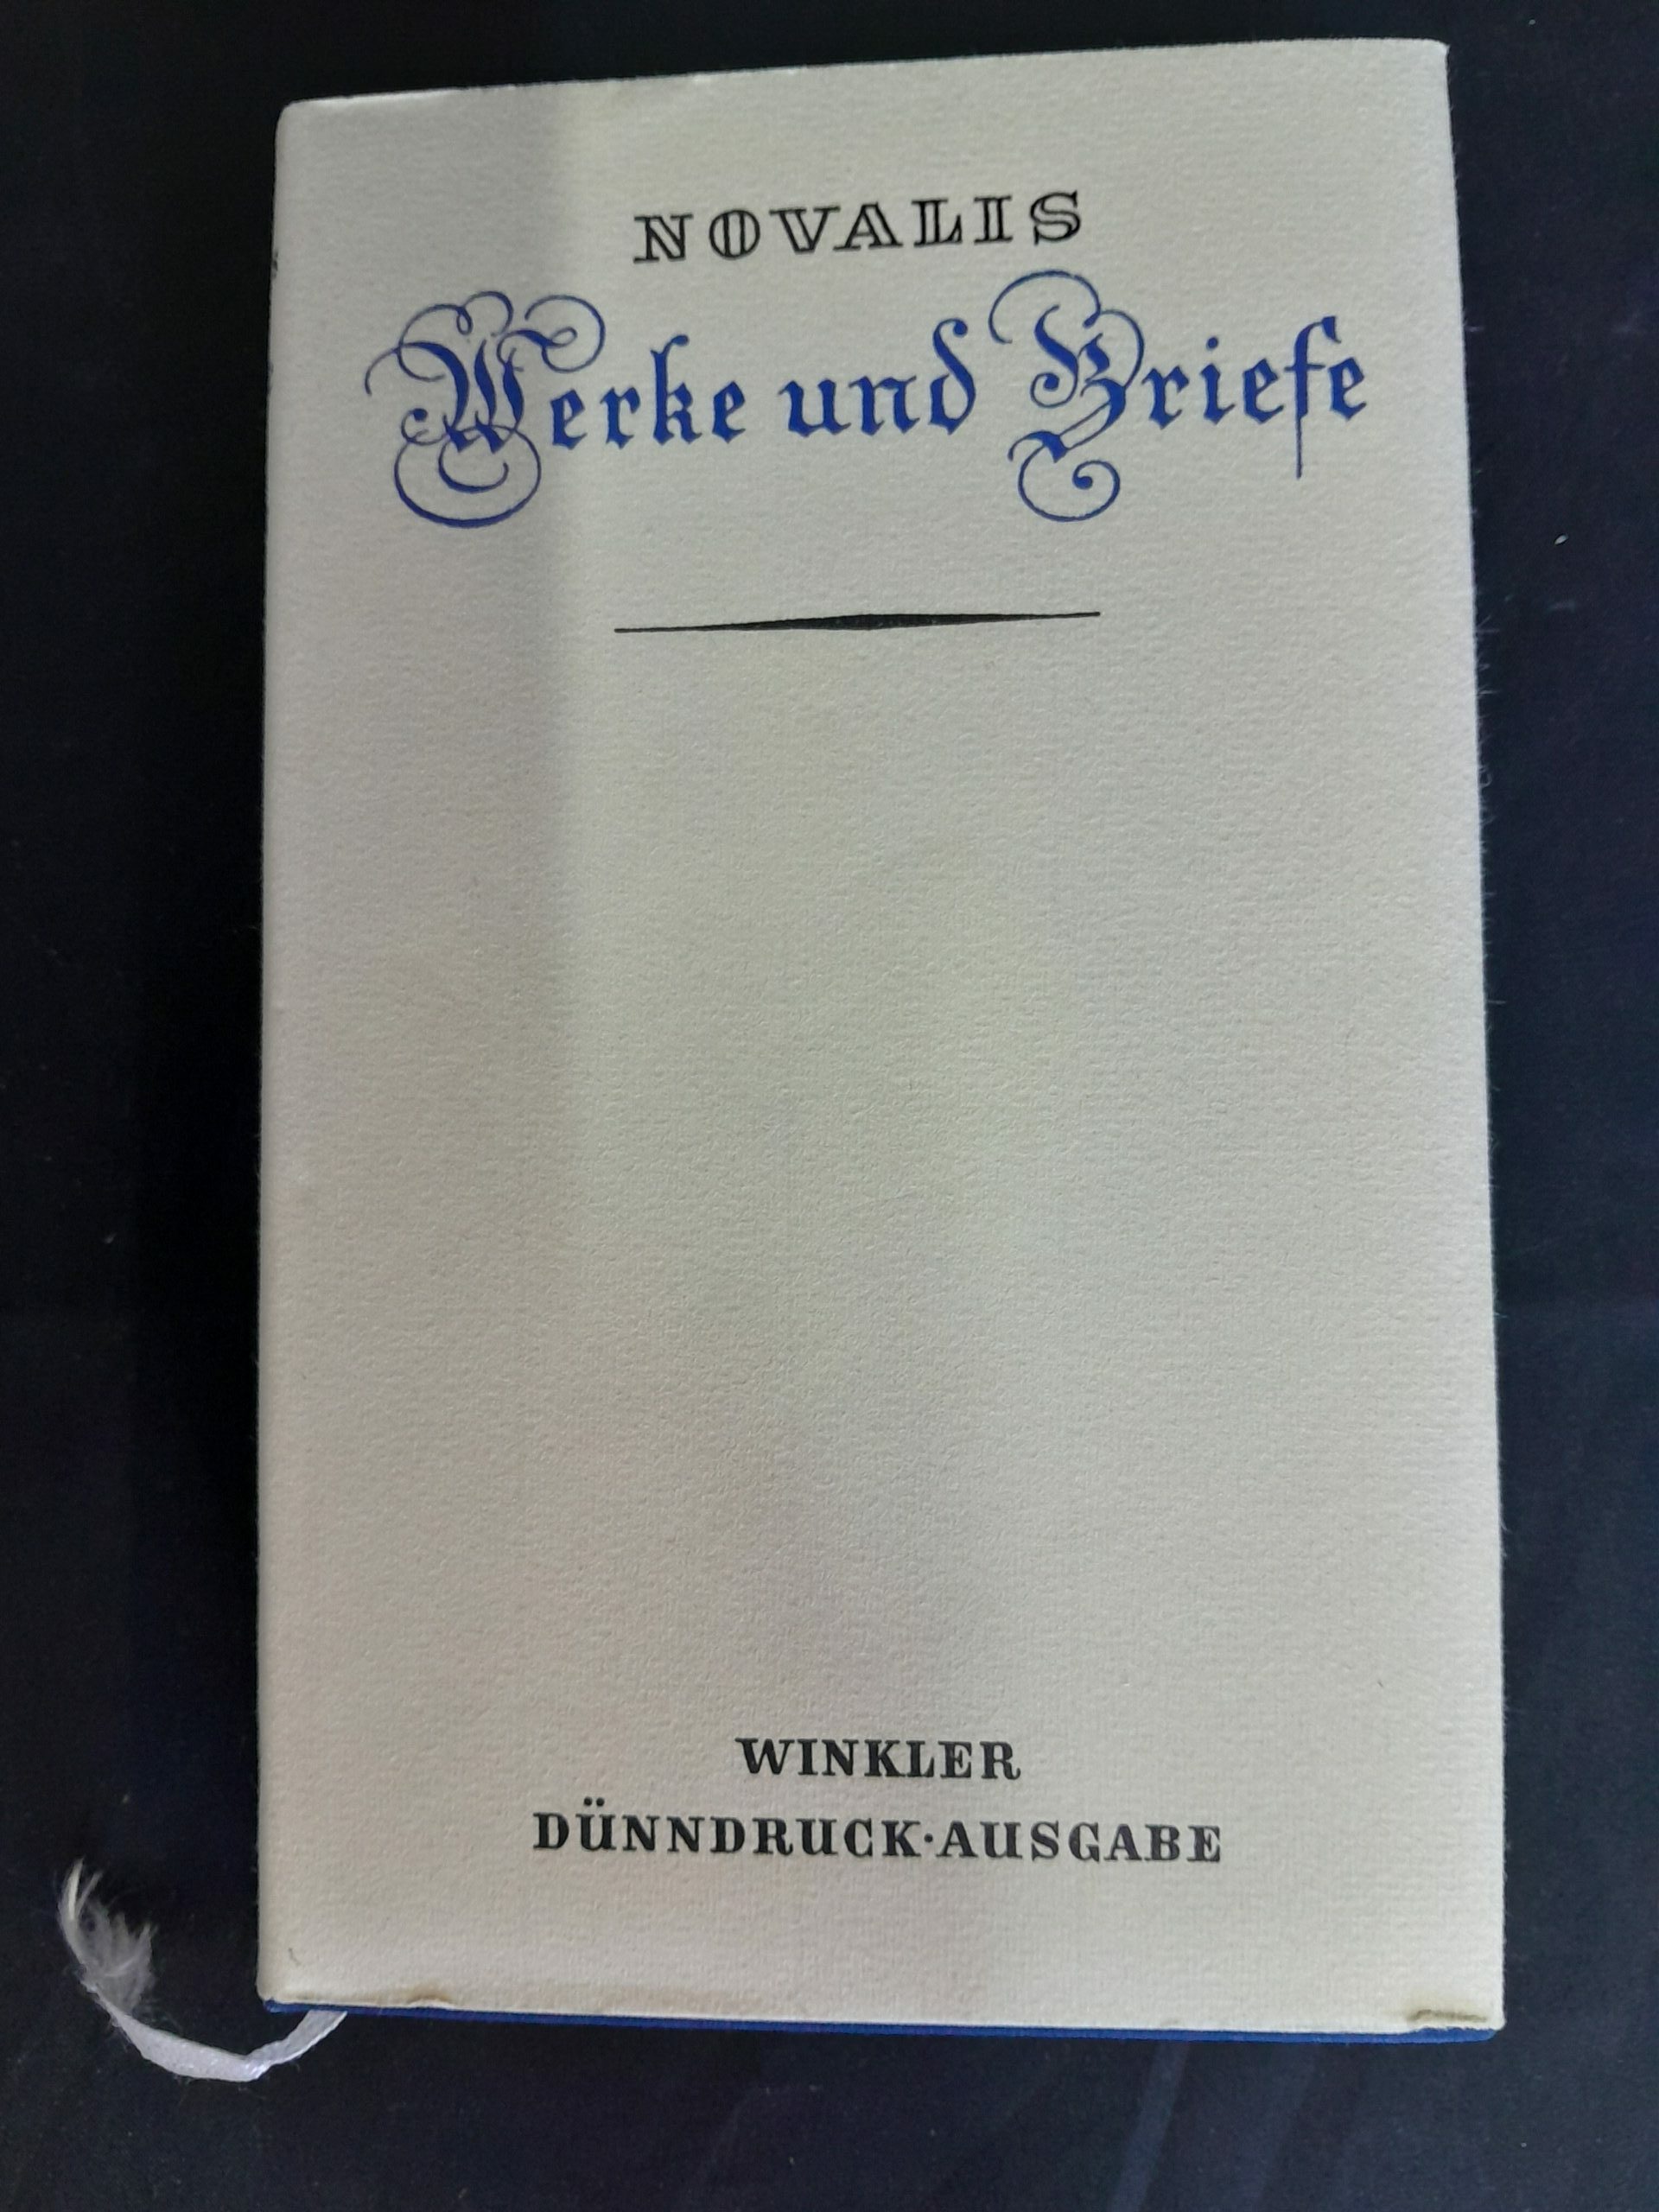 NOVALIS
Werke und Briefe
WINKLER
DÜNNDRUCK·AUSGABE